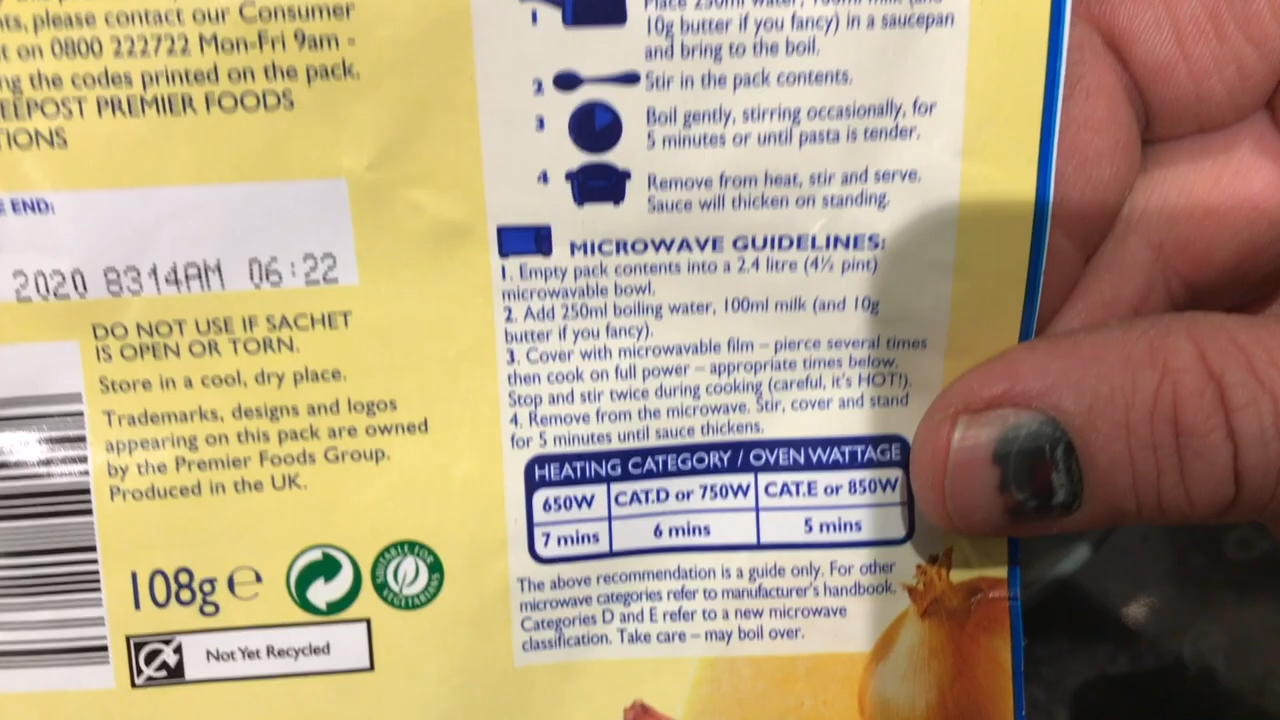 nts, please contact our Consumer
t on 0800 222722 Mon-Fri 9am -
ng the codes printed on the pack.
EEPOST PREMIER FOODS
TIONS
E END:
2020 8314AM 06:22
DO NOT USE IF SACHET
IS OPEN OR TORN.
Store in a cool, dry place.
Trademarks, designs and logos
appearing on this pack are owned
by the Premier Foods Group.
Produced in the UK.
108g e
SUITABLE FOR VEGETARIANS
Not Yet Recycled
1 Place 250ml water, 100ml milk (and
10g butter if you fancy) in a saucepan
and bring to the boil.
2 Stir in the pack contents.
3 Boil gently, stirring occasionally, for
5 minutes or until pasta is tender.
4 Remove from heat, stir and serve.
Sauce will thicken on standing.
MICROWAVE GUIDELINES:
1. Empty pack contents into a 2.4 litre (4½ pint)
microwavable bowl.
2. Add 250ml boiling water, 100ml milk (and 10g
butter if you fancy).
3. Cover with microwavable film – pierce several times
then cook on full power – appropriate times below.
Stop and stir twice during cooking (careful, it's HOT!).
4. Remove from the microwave. Stir, cover and stand
for 5 minutes until sauce thickens.
HEATING CATEGORY / OVEN WATTAGE
650W CAT.D or 750W CAT.E or 850W
7 mins 6 mins 5 mins
The above recommendation is a guide only. For other
microwave categories refer to manufacturer's handbook.
Categories D and E refer to a new microwave
classification. Take care – may boil over.